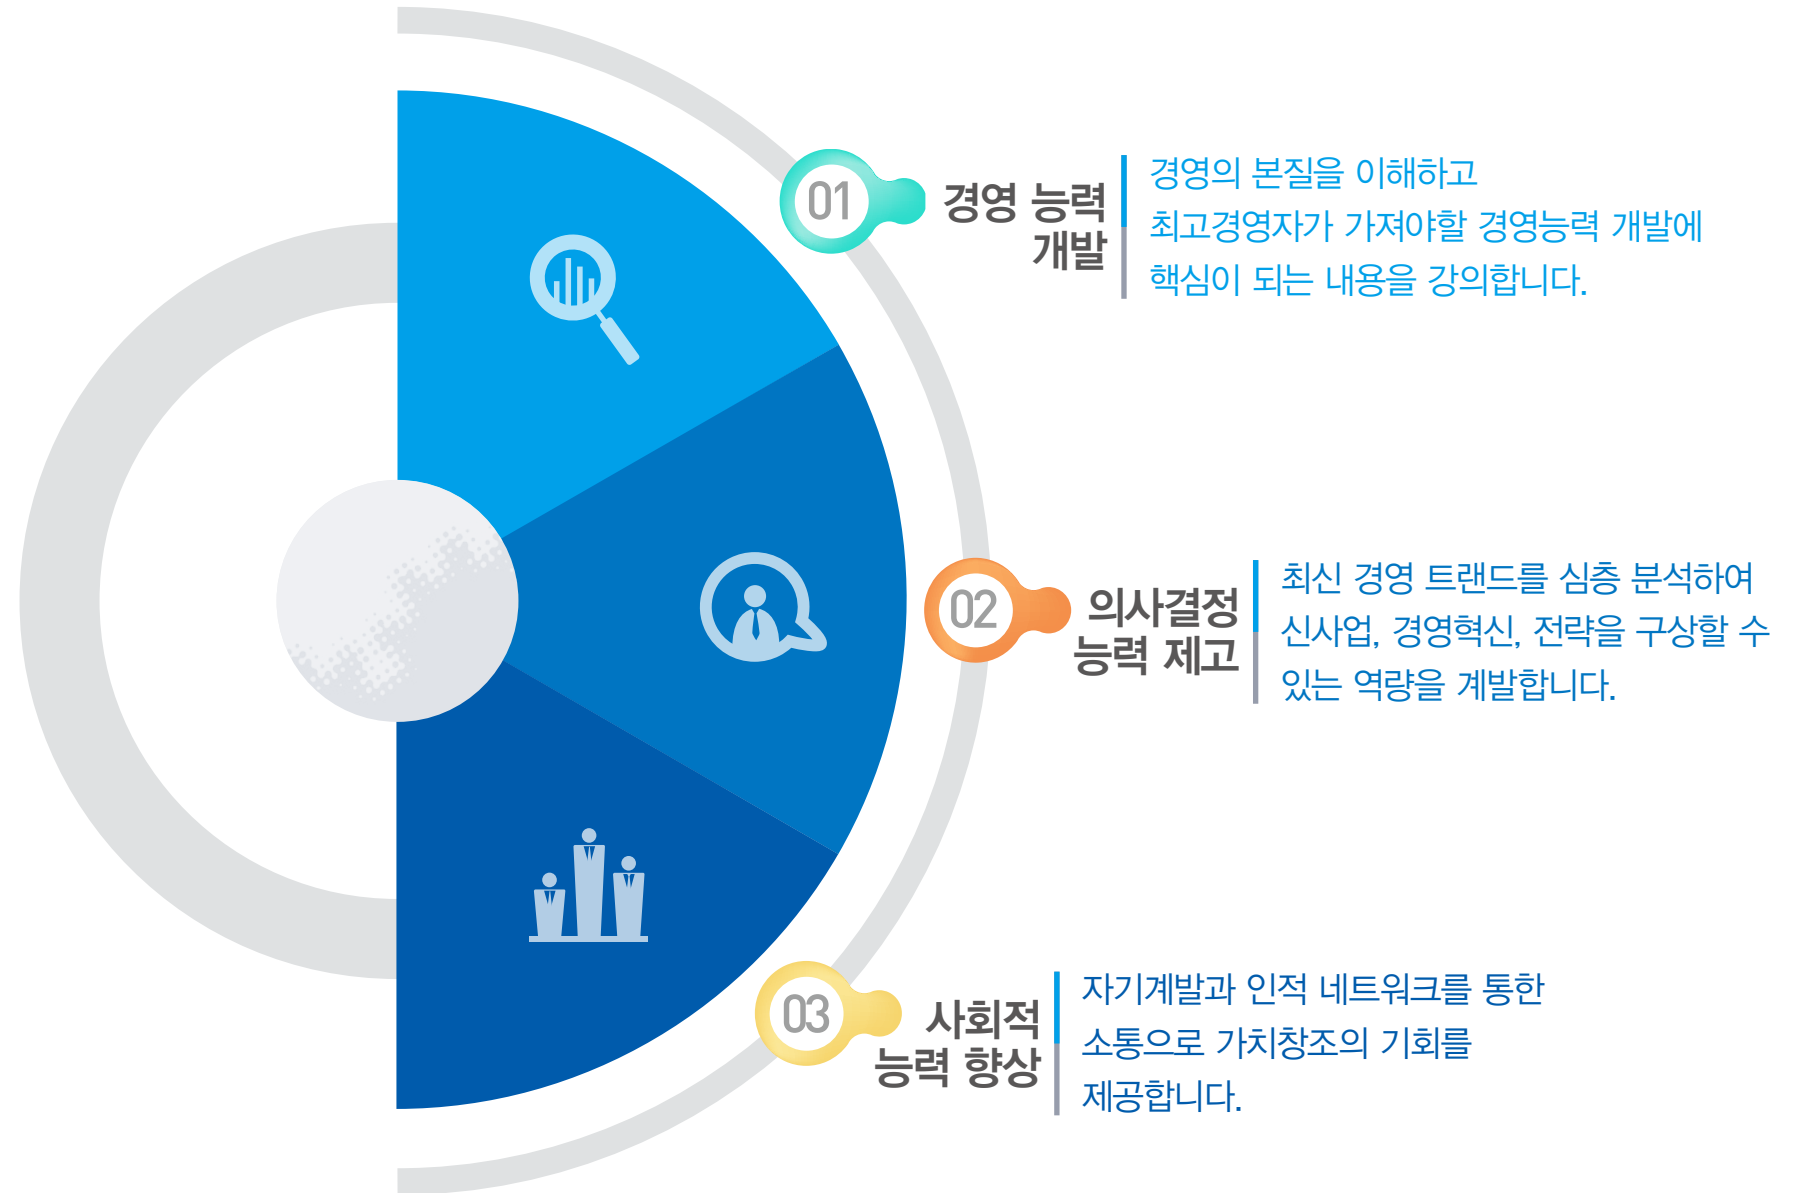 01
경영 능력
개발
경영의 본질을 이해하고
최고경영자가 가져야할 경영능력 개발에
핵심이 되는 내용을 강의합니다.
02
의사결정
능력 제고
최신 경영 트랜드를 심층 분석하여
신사업, 경영혁신, 전략을 구상할 수
있는 역량을 계발합니다.
03
사회적
능력 향상
자기계발과 인적 네트워크를 통한
소통으로 가치창조의 기회를
제공합니다.